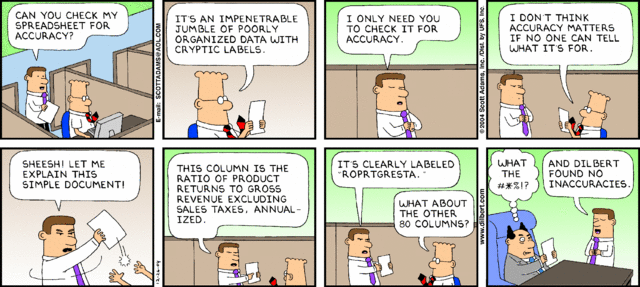 CAN YOU CHECK MY
SPREADSHEET FOR
ACCURACY?
E-mail: SCOTTADAMS@AOL.COM
IT'S AN IMPENETRABLE
JUMBLE OF POORLY
ORGANIZED DATA WITH
CRYPTIC LABELS.
I ONLY NEED YOU
TO CHECK IT FOR
ACCURACY.
© 2004 Scott Adams, Inc./Dist. by UFS, Inc.
I DON'T THINK
ACCURACY MATTERS
IF NO ONE CAN TELL
WHAT IT'S FOR.
SHEESH! LET ME
EXPLAIN THIS
SIMPLE DOCUMENT!
12-26-04
THIS COLUMN IS THE
RATIO OF PRODUCT
RETURNS TO GROSS
REVENUE EXCLUDING
SALES TAXES, ANNUAL-
IZED.
IT'S CLEARLY LABELED
"ROPRTGRESTA."
WHAT ABOUT
THE OTHER
80 COLUMNS?
www.dilbert.com
WHAT
THE
#*%!?
AND DILBERT
FOUND NO
INACCURACIES.